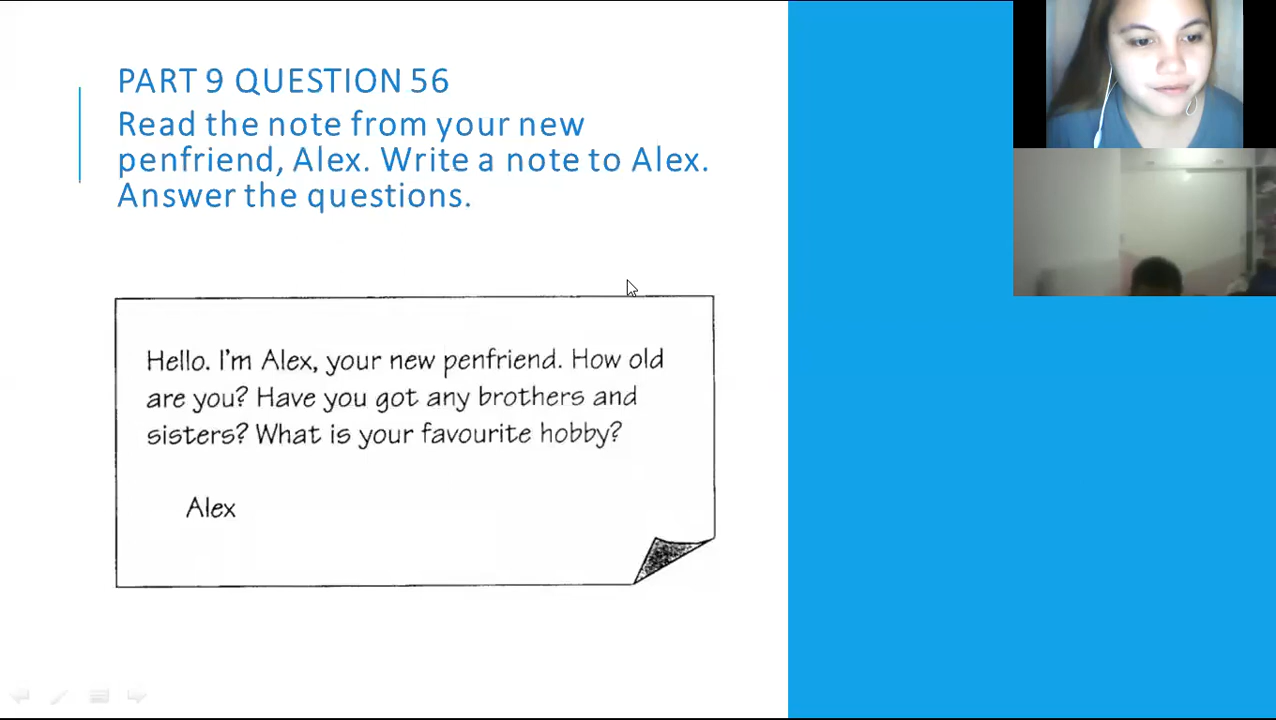 PART 9 QUESTION 56
Read the note from your new
penfriend, Alex. Write a note to Alex.
Answer the questions.
Hello. I'm Alex, your new penfriend. How old
are you? Have you got any brothers and
sisters? What is your favourite hobby?
Alex